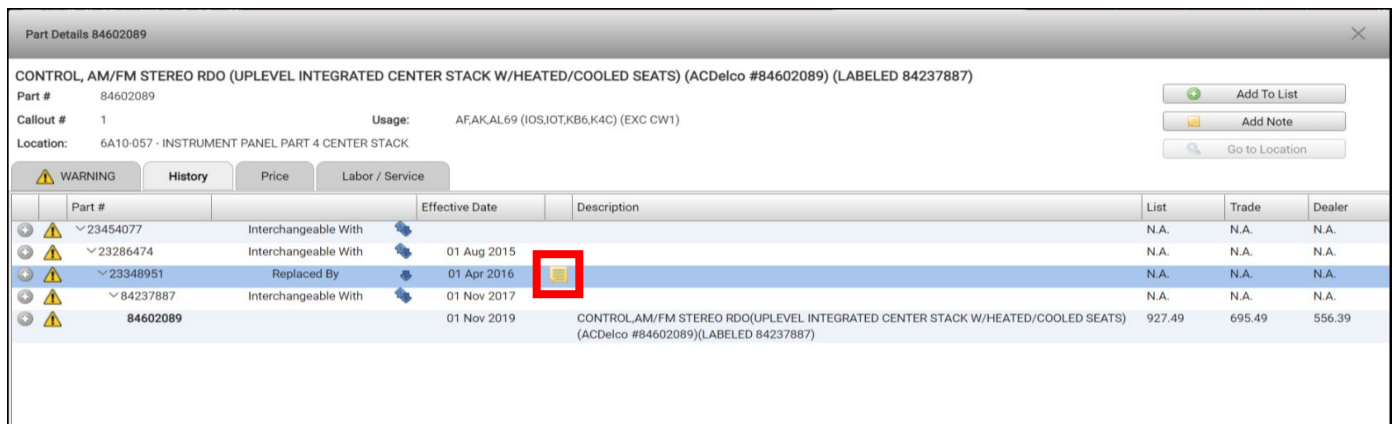 Part Details 84602089
CONTROL, AM/FM STEREO RDO (UPLEVEL INTEGRATED CENTER STACK W/HEATED/COOLED SEATS) (ACDelco #84602089) (LABELED 84237887)
Part # 84602089
Add To List
Callout # 1 Usage: AF,AK,AL69 (IOS,IOT,KB6,K4C) (EXC CW1)
Add Note
Location: 6A10-057 - INSTRUMENT PANEL PART 4 CENTER STACK
Go to Location
WARNING History Price Labor / Service
Part # Effective Date Description List Trade Dealer
23454077 Interchangeable With N.A. N.A. N.A.
23286474 Interchangeable With 01 Aug 2015 N.A. N.A. N.A.
23348951 Replaced By 01 Apr 2016 N.A. N.A. N.A.
84237887 Interchangeable With 01 Nov 2017 N.A. N.A. N.A.
84602089 01 Nov 2019 CONTROL,AM/FM STEREO RDO(UPLEVEL INTEGRATED CENTER STACK W/HEATED/COOLED SEATS) 927.49 695.49 556.39
(ACDelco #84602089)(LABELED 84237887)